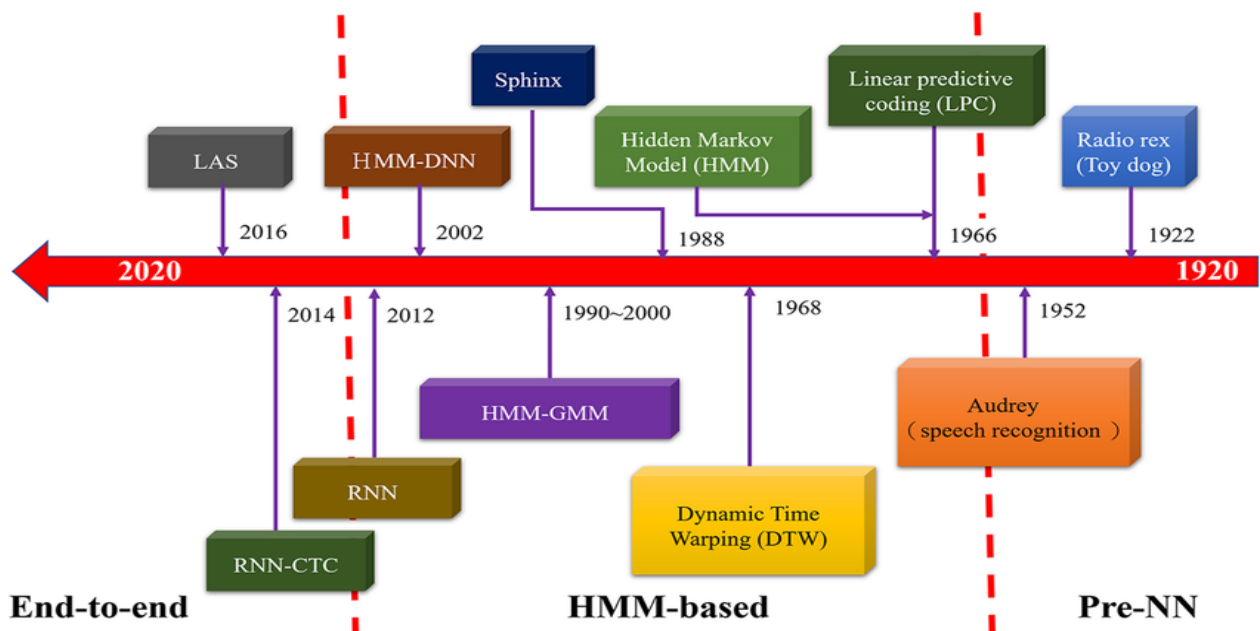 Sphinx
Linear predictive
coding (LPC)
Radio rex
(Toy dog)
Hidden Markov
Model (HMM)
LAS
HMM-DNN
2016
2002
1988
1966
1922
2020
1920
2014
2012
1990~2000
1968
1952
HMM-GMM
Audrey
( speech recognition )
RNN
Dynamic Time
Warping (DTW)
RNN-CTC
End-to-end
HMM-based
Pre-NN